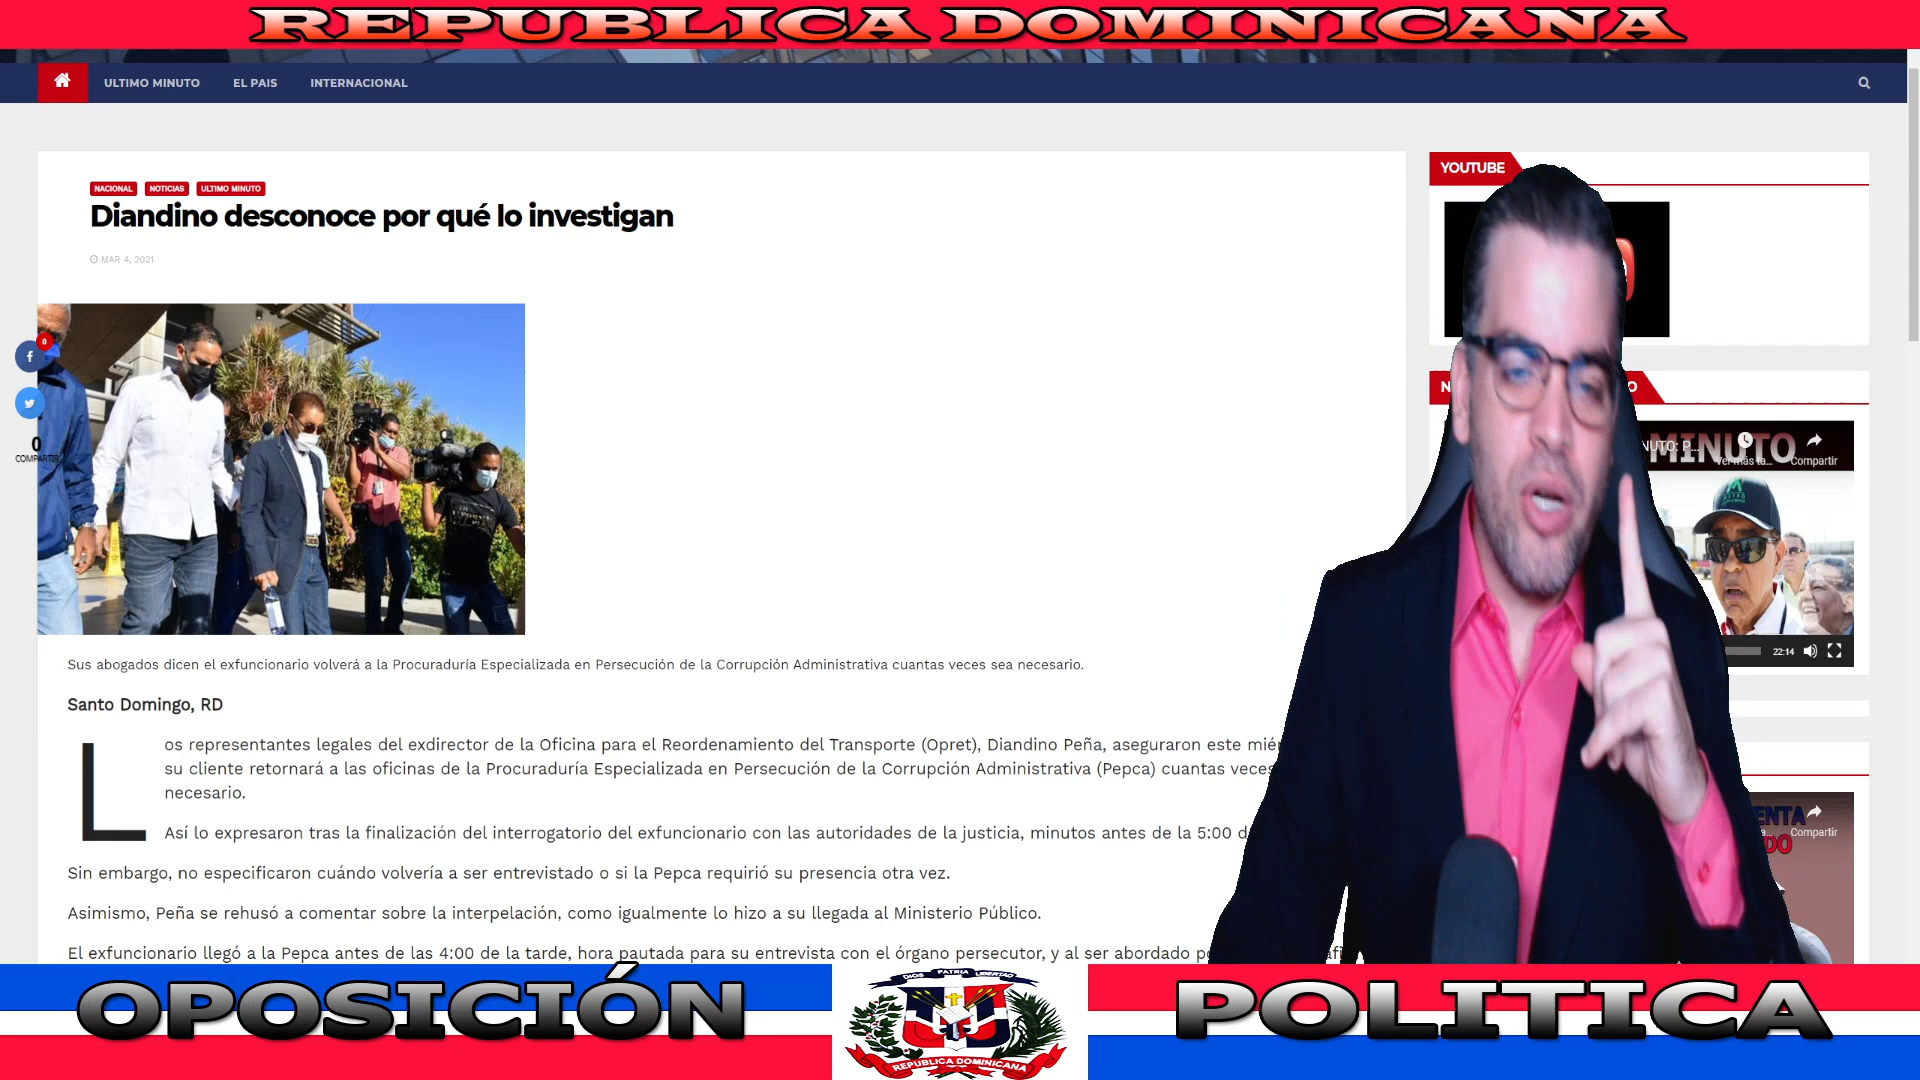 REPUBLICA DOMINICANA
ULTIMO MINUTO
EL PAIS
INTERNACIONAL
NACIONAL
NOTICIAS
ULTIMO MINUTO
Diandino desconoce por qué lo investigan
MAR 4, 2021
0
0
COMPARTIR
Sus abogados dicen el exfuncionario volverá a la Procuraduría Especializada en Persecución de la Corrupción Administrativa cuantas veces sea necesario.
Santo Domingo, RD
Los representantes legales del exdirector de la Oficina para el Reordenamiento del Transporte (Opret), Diandino Peña, aseguraron este
su cliente retornará a las oficinas de la Procuraduría Especializada en Persecución de la Corrupción Administrativa (Pepca) cuantas veces
necesario.
Así lo expresaron tras la finalización del interrogatorio del exfuncionario con las autoridades de la justicia, minutos antes de la 5:00
Sin embargo, no especificaron cuándo volvería a ser entrevistado o si la Pepca requirió su presencia otra vez.
Asimismo, Peña se rehusó a comentar sobre la interpelación, como igualmente lo hizo a su llegada al Ministerio Público.
El exfuncionario llegó a la Pepca antes de las 4:00 de la tarde, hora pautada para su entrevista con el órgano persecutor, y al ser abordado
YOUTUBE
MINUTO
Ver más ta...
Compartir
METRO
22:14
Compartir
OPOSICIÓN
DIOS PATRIA LIBERTAD
REPUBLICA DOMINICANA
POLITICA